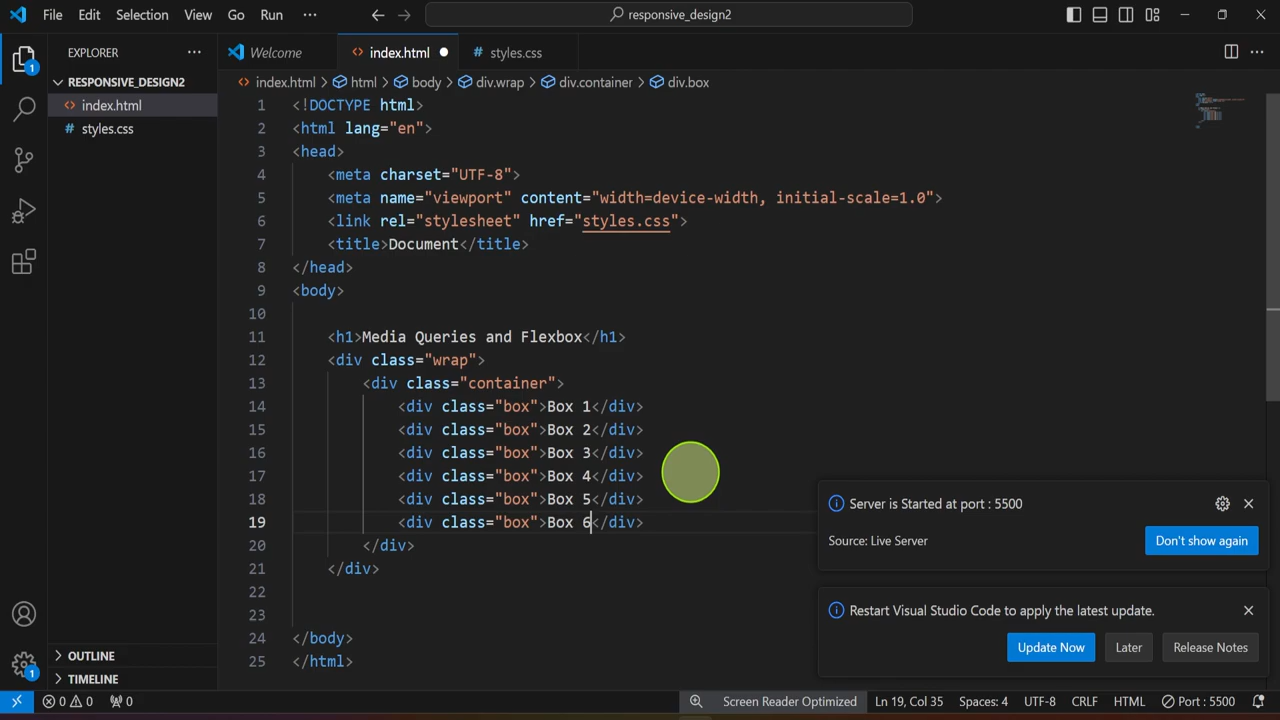 File Edit Selection View Go Run ··· responsive_design2
EXPLORER ··· Welcome index.html styles.css
RESPONSIVE_DESIGN2
index.html
styles.css
index.html > html > body > div.wrap > div.container > div.box
1 <!DOCTYPE html>
2 <html lang="en">
3 <head>
4 <meta charset="UTF-8">
5 <meta name="viewport" content="width=device-width, initial-scale=1.0">
6 <link rel="stylesheet" href="styles.css">
7 <title>Document</title>
8 </head>
9 <body>
10
11 <h1>Media Queries and Flexbox</h1>
12 <div class="wrap">
13 <div class="container">
14 <div class="box">Box 1</div>
15 <div class="box">Box 2</div>
16 <div class="box">Box 3</div>
17 <div class="box">Box 4</div>
18 <div class="box">Box 5</div>
19 <div class="box">Box 6</div>
20 </div>
21 </div>
22
23
24 </body>
25 </html>
Server is Started at port : 5500
Source: Live Server
Don't show again
Restart Visual Studio Code to apply the latest update.
Update Now Later Release Notes
1
1
OUTLINE
TIMELINE
0 0 0 Screen Reader Optimized Ln 19, Col 35 Spaces: 4 UTF-8 CRLF HTML Port : 5500